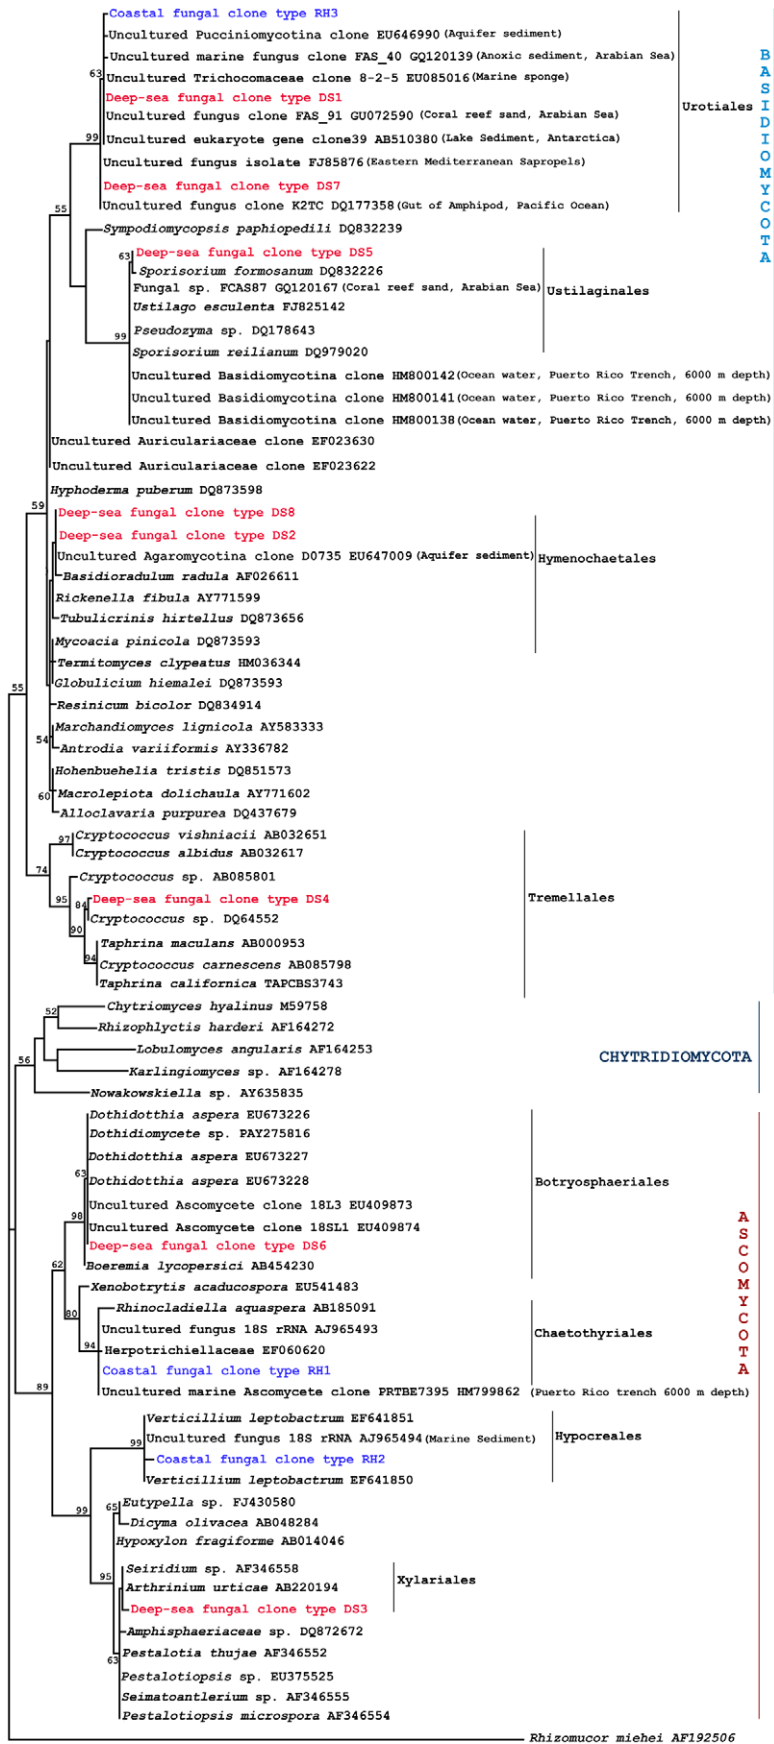 Coastal fungal clone type RH3
Uncultured Pucciniomycotina clone EU646990 (Aquifer sediment)
Uncultured marine fungus clone FAS_40 GQ120139 (Anoxic sediment, Arabian Sea)
63
Uncultured Trichocomaceae clone 8-2-5 EU085016 (Marine sponge)
Deep-sea fungal clone type DS1
Urotiales
Uncultured fungus clone FAS_91 GU072590 (Coral reef sand, Arabian Sea)
99
Uncultured eukaryote gene clone39 AB510380 (Lake Sediment, Antarctica)
Uncultured fungus isolate FJ85876 (Eastern Mediterranean Sapropels)
Deep-sea fungal clone type DS7
Uncultured fungus clone K2TC DQ177358 (Gut of Amphipod, Pacific Ocean)
BASIDIOMYCOTA
55
Sympodiomycopsis paphiopedili DQ832239
Deep-sea fungal clone type DS5
63
Sporisorium formosanum DQ832226
Fungal sp. FCAS87 GQ120167 (Coral reef sand, Arabian Sea)
Ustilaginales
Ustilago esculenta FJ825142
Pseudozyma sp. DQ178643
99
Sporisorium reilianum DQ979020
Uncultured Basidiomycotina clone HM800142 (Ocean water, Puerto Rico Trench, 6000 m depth)
Uncultured Basidiomycotina clone HM800141 (Ocean water, Puerto Rico Trench, 6000 m depth)
Uncultured Basidiomycotina clone HM800138 (Ocean water, Puerto Rico Trench, 6000 m depth)
Uncultured Auriculariaceae clone EF023630
Uncultured Auriculariaceae clone EF023622
Hyphoderma puberum DQ873598
59
Deep-sea fungal clone type DS8
Deep-sea fungal clone type DS2
Uncultured Agaromycotina clone D0735 EU647009 (Aquifer sediment)
Hymenochaetales
Basidioradulum radula AF026611
Rickenella fibula AY771599
Tubulicrinis hirtellus DQ873656
Mycoacia pinicola DQ873593
Termitomyces clypeatus HM036344
Globulicium hiemalei DQ873593
55
Resinicum bicolor DQ834914
Marchandiomyces lignicola AY583333
54
Antrodia variiformis AY336782
Hohenbuehelia tristis DQ851573
60
Macrolepiota dolichaula AY771602
Alloclavaria purpurea DQ437679
Cryptococcus vishniacii AB032651
97
Cryptococcus albidus AB032617
74
Cryptococcus sp. AB085801
95
Deep-sea fungal clone type DS4
Tremellales
84
Cryptococcus sp. DQ64552
90
Taphrina maculans AB000953
94
Cryptococcus carnescens AB085798
Taphrina californica TAPCBS3743
Chytriomyces hyalinus M59758
52
Rhizophlyctis harderi AF164272
Lobulomyces angularis AF164253
CHYTRIDIOMYCOTA
56
Karlingiomyces sp. AF164278
Nowakowskiella sp. AY635835
Dothidotthia aspera EU673226
Dothidiomycete sp. PAY275816
Dothidotthia aspera EU673227
63
Dothidotthia aspera EU673228
Botryosphaeriales
Uncultured Ascomycete clone 18L3 EU409873
98
Uncultured Ascomycete clone 18SL1 EU409874
Deep-sea fungal clone type DS6
62
Boeremia lycopersici AB454230
ASCOMYCOTA
Xenobotrytis acaducospora EU541483
80
Rhinocladiella aquaspera AB185091
Uncultured fungus 18S rRNA AJ965493
Chaetothyriales
94
Herpotrichiellaceae EF060620
Coastal fungal clone type RH1
89
Uncultured marine Ascomycete clone PRTBE7395 HM799862 (Puerto Rico trench 6000 m depth)
Verticillium leptobactrum EF641851
99
Uncultured fungus 18S rRNA AJ965494 (Marine Sediment)
Hypocreales
Coastal fungal clone type RH2
Verticillium leptobactrum EF641850
99
Eutypella sp. FJ430580
65
Dicyma olivacea AB048284
Hypoxylon fragiforme AB014046
Seiridium sp. AF346558
95
Arthrinium urticae AB220194
Xylariales
Deep-sea fungal clone type DS3
Amphisphaeriaceae sp. DQ872672
Pestalotia thujae AF346552
63
Pestalotiopsis sp. EU375525
Seimatoantlerium sp. AF346555
Pestalotiopsis microspora AF346554
Rhizomucor miehei AF192506